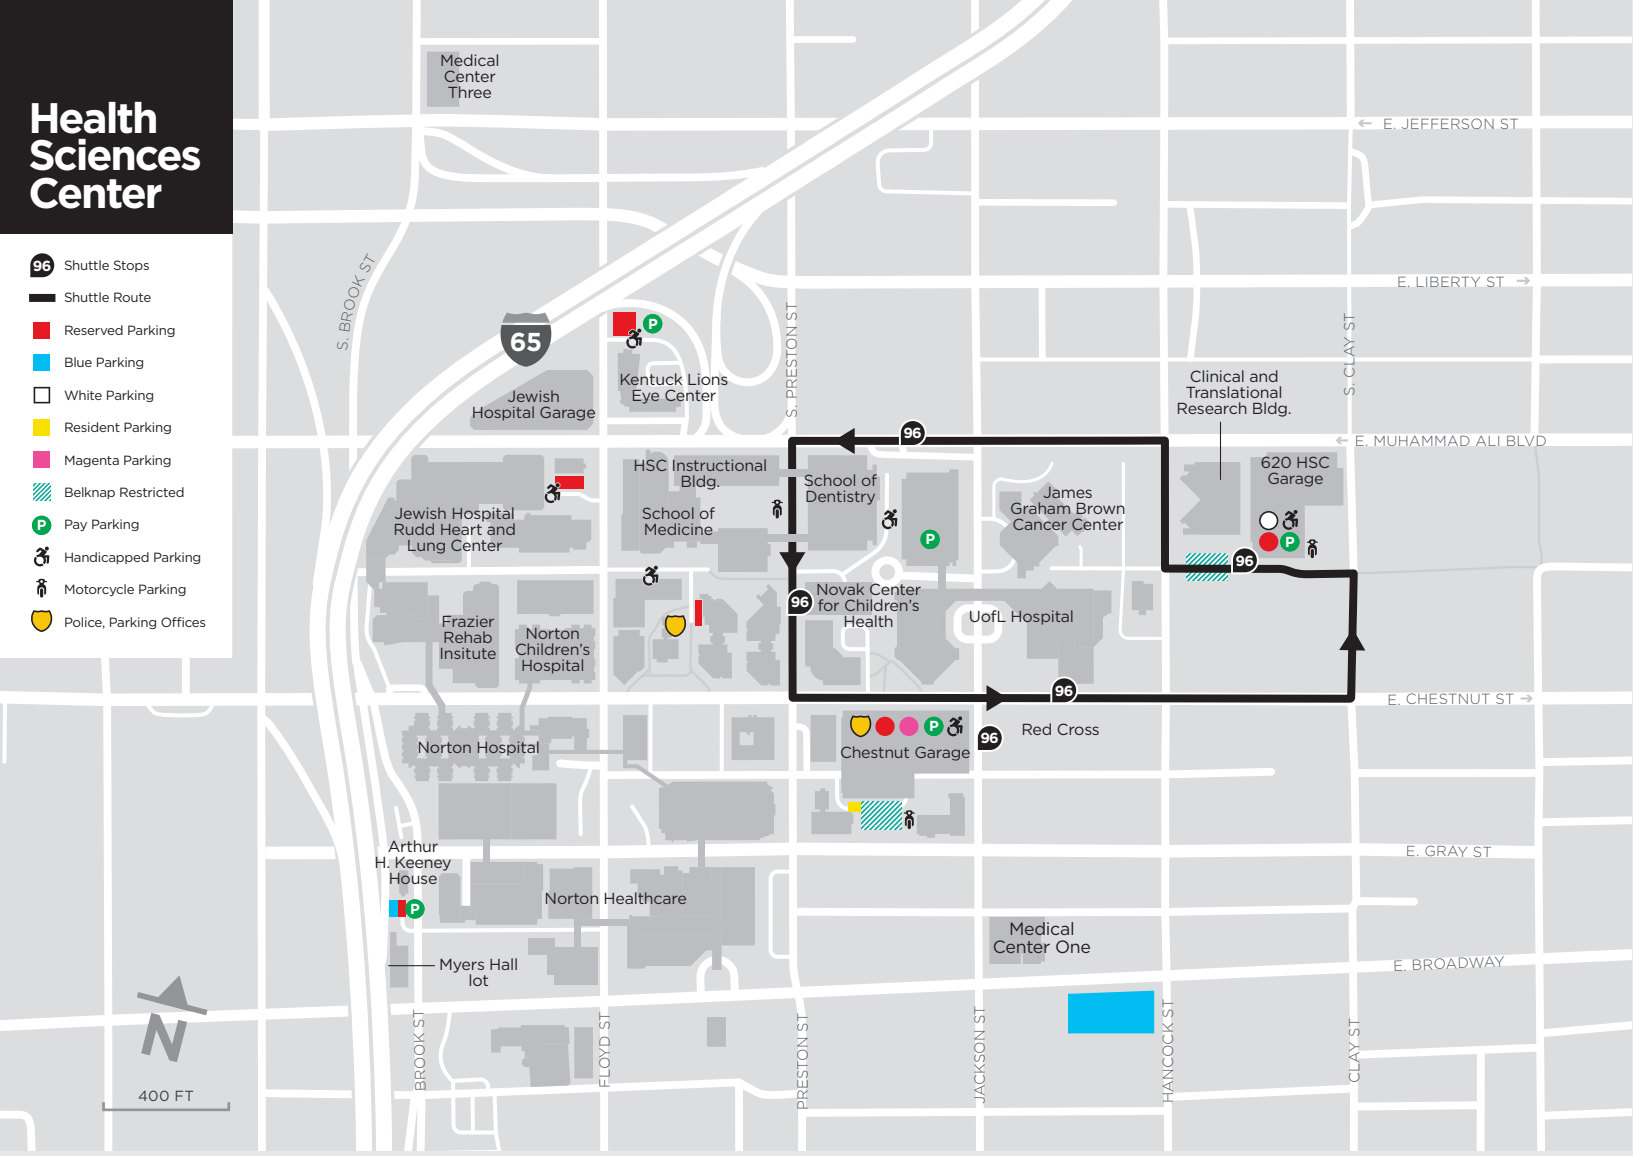 Health
Sciences
Center
96 Shuttle Stops
Shuttle Route
Reserved Parking
Blue Parking
White Parking
Resident Parking
Magenta Parking
Belknap Restricted
P Pay Parking
Handicapped Parking
Motorcycle Parking
Police, Parking Offices
Medical
Center
Three
← E. JEFFERSON ST
S. BROOK ST
E. LIBERTY ST →
65
P
S. PRESTON ST
S. CLAY ST
Kentuck Lions
Eye Center
Jewish
Hospital Garage
Clinical and
Translational
Research Bldg.
96
← E. MUHAMMAD ALI BLVD
HSC Instructional
Bldg.
School of
Dentistry
620 HSC
Garage
James
Graham Brown
Cancer Center
Jewish Hospital
Rudd Heart and
Lung Center
School of
Medicine
P
P
96
96
Novak Center
for Children's
Health
UofL Hospital
Frazier
Rehab
Insitute
Norton
Children's
Hospital
96
E. CHESTNUT ST →
P
Chestnut Garage
96
Red Cross
Norton Hospital
Arthur
H. Keeney
House
P
E. GRAY ST
Norton Healthcare
Medical
Center One
Myers Hall
lot
E. BROADWAY
N
BROOK ST
FLOYD ST
PRESTON ST
JACKSON ST
HANCOCK ST
CLAY ST
400 FT